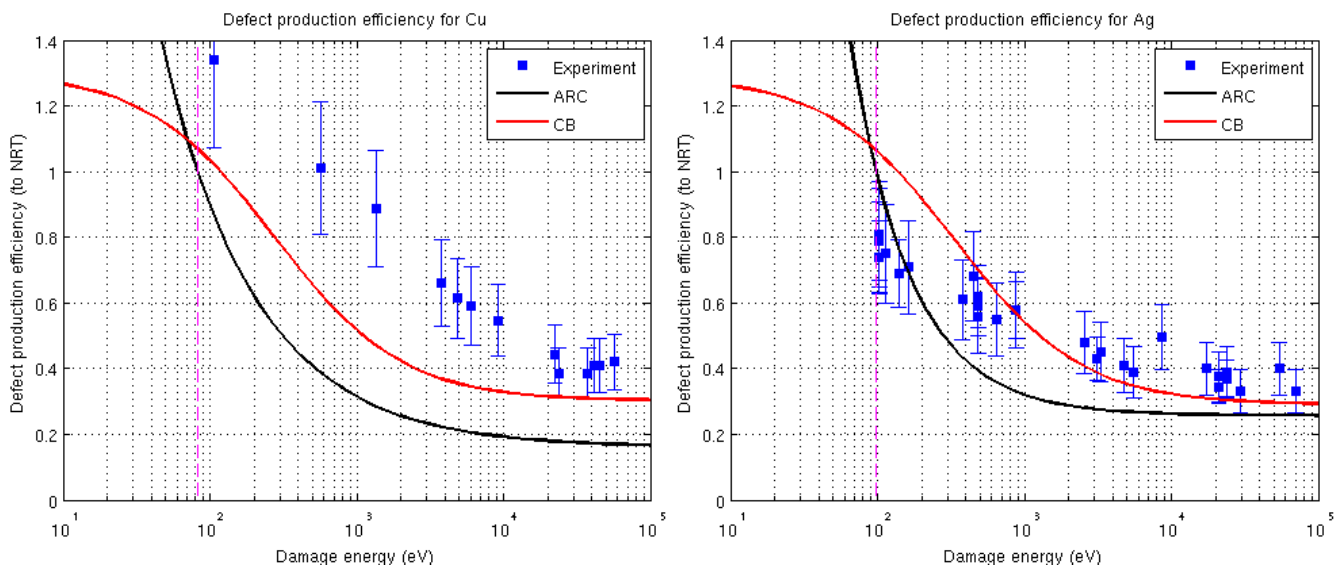 Defect production efficiency for Cu
Defect production efficiency (to NRT)
1.4
1.2
1
0.8
0.6
0.4
0.2
0
10^1
10^2
10^3
10^4
10^5
Damage energy (eV)
Experiment
ARC
CB
Defect production efficiency for Ag
Defect production efficiency (to NRT)
1.4
1.2
1
0.8
0.6
0.4
0.2
0
10^1
10^2
10^3
10^4
10^5
Damage energy (eV)
Experiment
ARC
CB